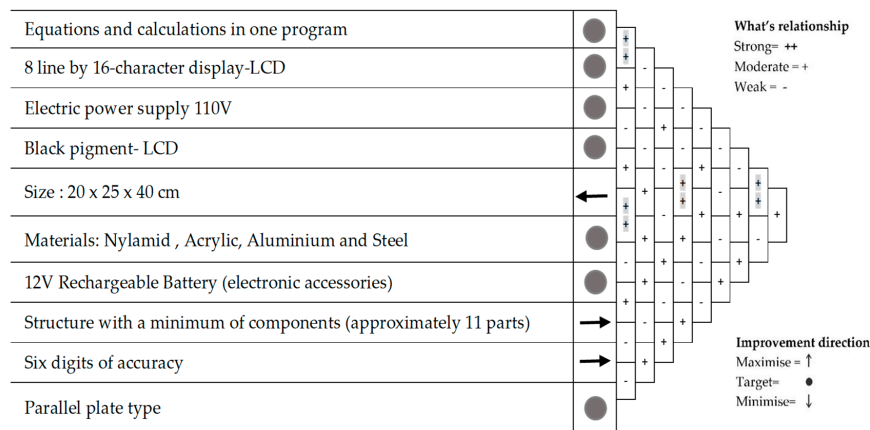 Equations and calculations in one program
8 line by 16-character display-LCD
Electric power supply 110V
Black pigment- LCD
Size : 20 x 25 x 40 cm
Materials: Nylamid , Acrylic, Aluminium and Steel
12V Rechargeable Battery (electronic accessories)
Structure with a minimum of components (approximately 11 parts)
Six digits of accuracy
Parallel plate type
What's relationship
Strong= ++
Moderate = +
Weak = -
Improvement direction
Maximise = ↑
Target= ●
Minimise= ↓